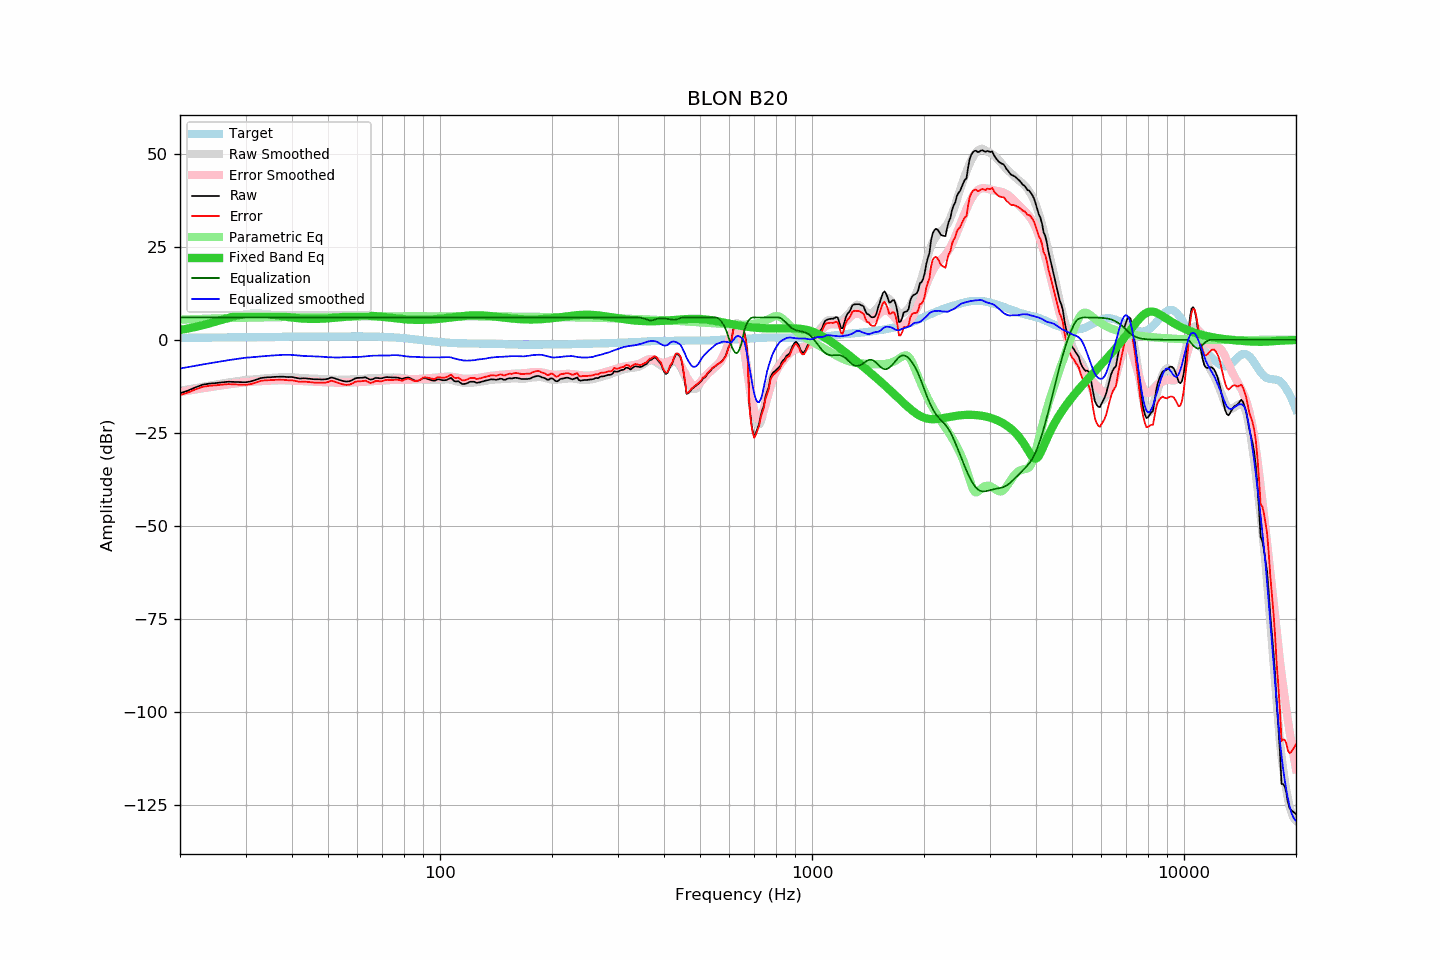 BLON B20
Target
Raw Smoothed
Error Smoothed
Raw
Error
Parametric Eq
Fixed Band Eq
Equalization
Equalized smoothed
50
25
0
−25
−50
−75
−100
−125
Amplitude (dBr)
100 1000 10000
Frequency (Hz)